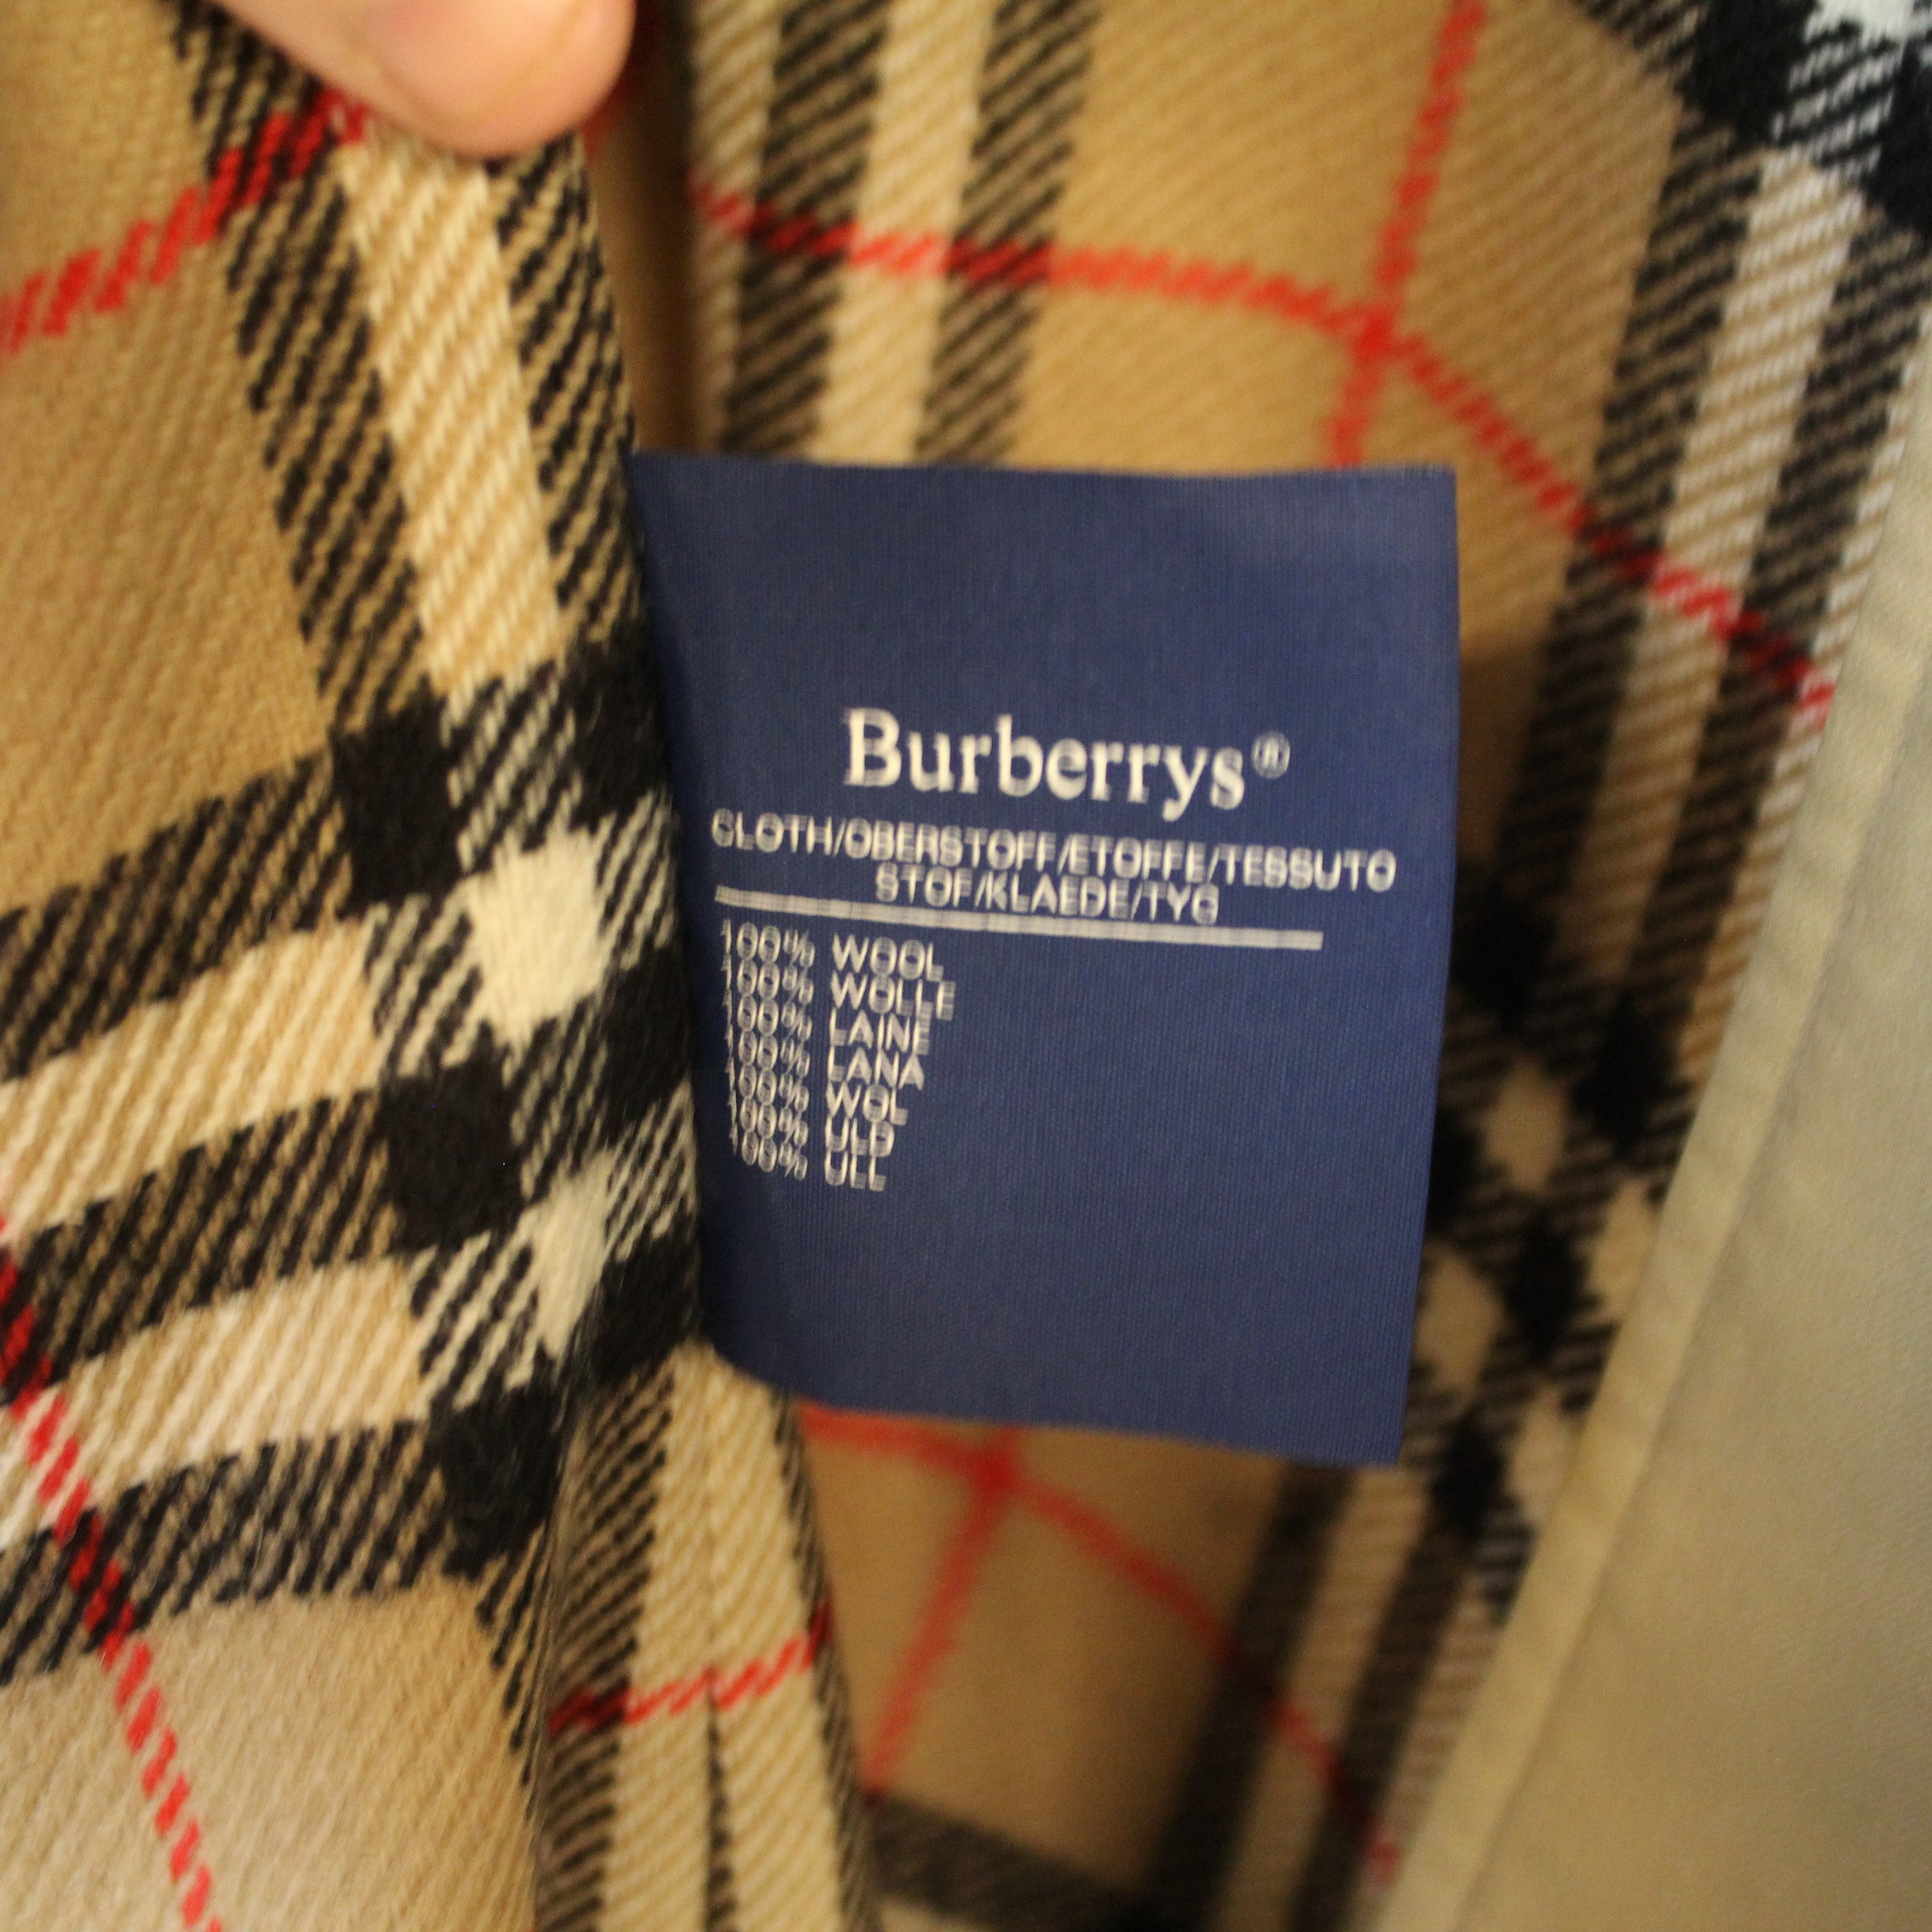 Burberrys®
CLOTH/OBERSTOFF/ETOFFE/TESSUTO
STOF/KLAEDE/TYG
100% WOOL
100% WOLLE
100% LAINE
100% LANA
100% WOL
100% ULD
100% ULL